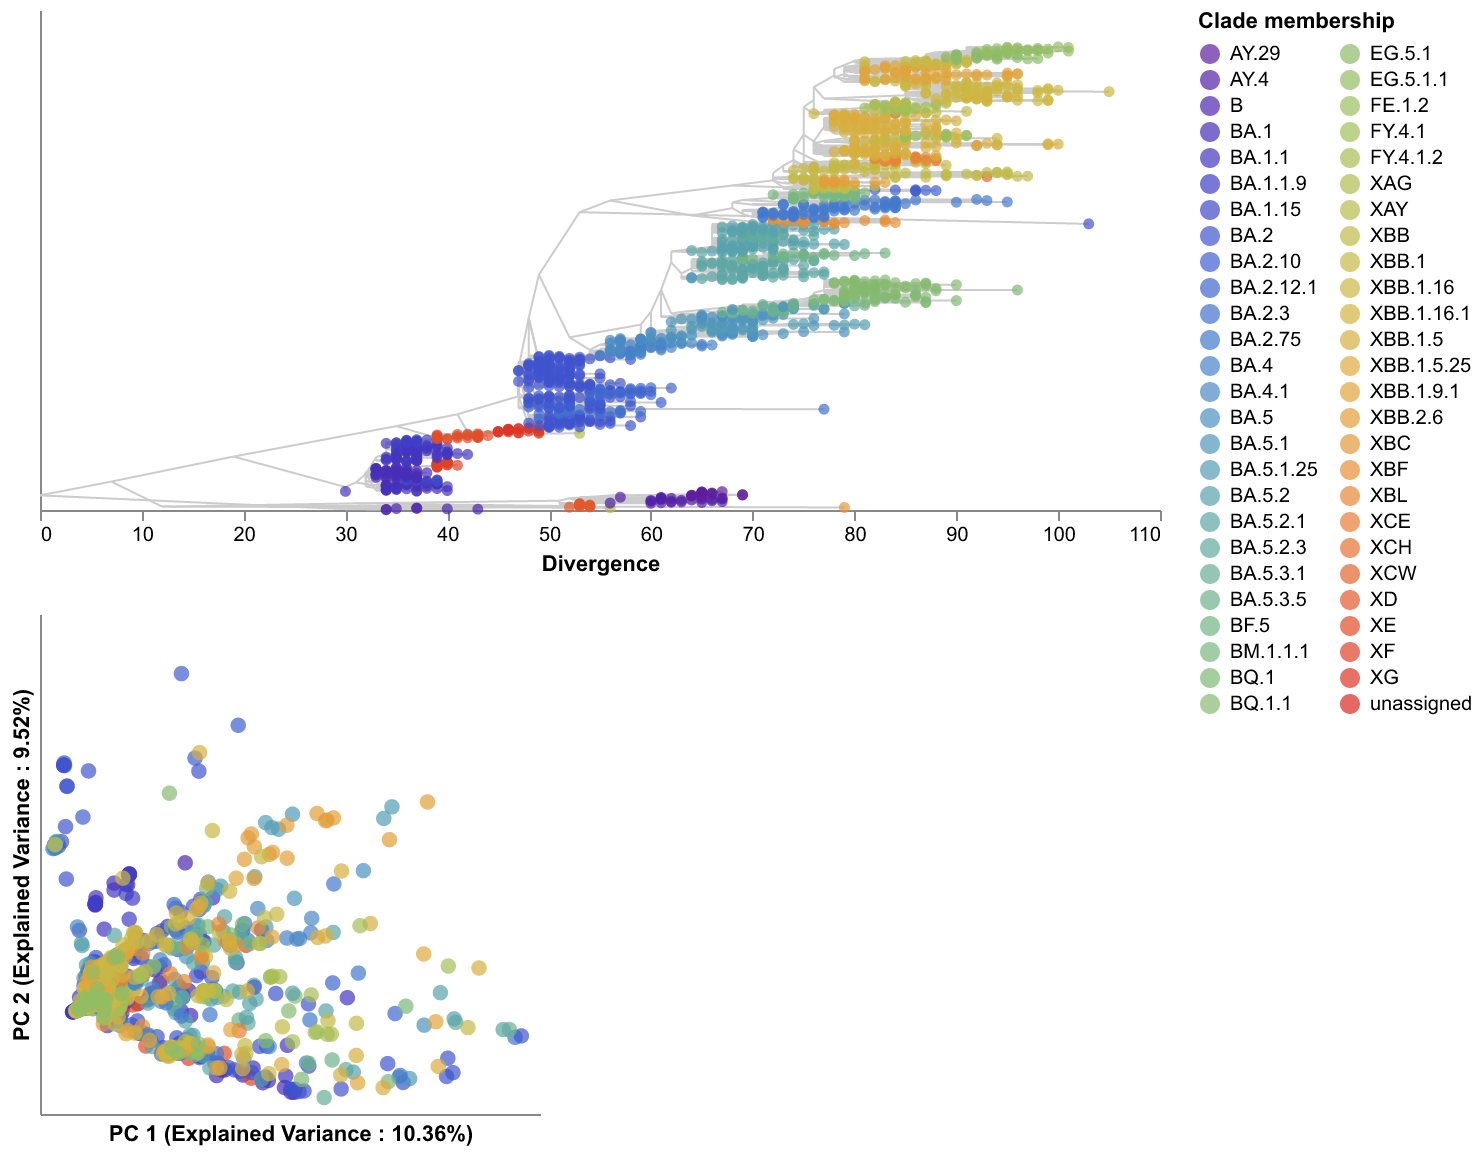 Clade membership
AY.29
AY.4
B
BA.1
BA.1.1
BA.1.1.9
BA.1.15
BA.2
BA.2.10
BA.2.12.1
BA.2.3
BA.2.75
BA.4
BA.4.1
BA.5
BA.5.1
BA.5.1.25
BA.5.2
BA.5.2.1
BA.5.2.3
BA.5.3.1
BA.5.3.5
BF.5
BM.1.1.1
BQ.1
BQ.1.1
EG.5.1
EG.5.1.1
FE.1.2
FY.4.1
FY.4.1.2
XAG
XAY
XBB
XBB.1
XBB.1.16
XBB.1.16.1
XBB.1.5
XBB.1.5.25
XBB.1.9.1
XBB.2.6
XBC
XBF
XBL
XCE
XCH
XCW
XD
XE
XF
XG
unassigned
0 10 20 30 40 50 60 70 80 90 100 110
Divergence
PC 2 (Explained Variance : 9.52%)
PC 1 (Explained Variance : 10.36%)